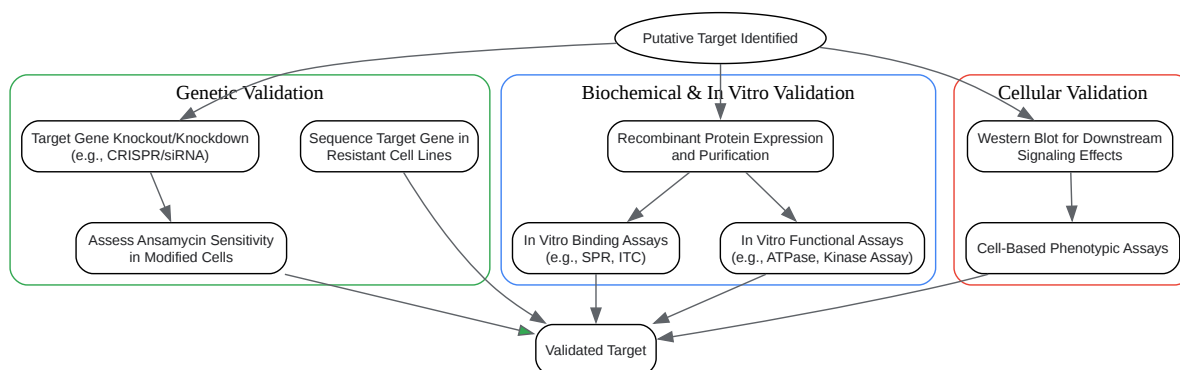 Putative Target Identified
Genetic Validation
Biochemical & In Vitro Validation
Cellular Validation
Target Gene Knockout/Knockdown
(e.g., CRISPR/siRNA)
Sequence Target Gene in
Resistant Cell Lines
Recombinant Protein Expression
and Purification
Western Blot for Downstream
Signaling Effects
Assess Ansamycin Sensitivity
in Modified Cells
In Vitro Binding Assays
(e.g., SPR, ITC)
In Vitro Functional Assays
(e.g., ATPase, Kinase Assay)
Cell-Based Phenotypic Assays
Validated Target